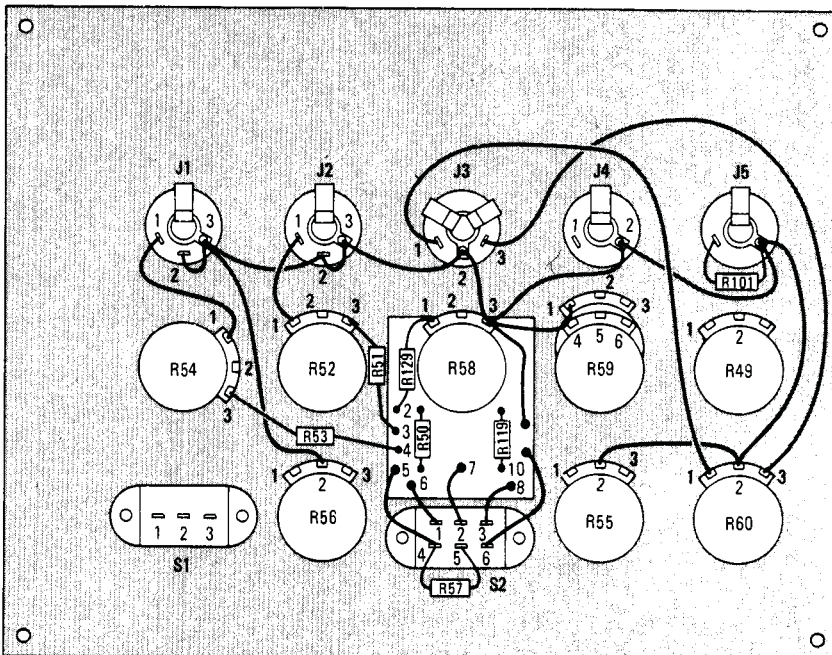 J1 J2 J3 J4 J5
1 3 1 3 1 2
2 2 1 2 3 R101
2
1 2 3 1 2 3 1 3 1 2
1 2 3 4 5 6
R54 R52 R51 R129 R58 R59 R49
3 2
3
R53 4 R50 R119
5 6 7 10 8
1 2 3 1 2 3 1 2 3
R56 R55 R60
1 2 3 1 2 3
4 5 6
S1 R57 S2